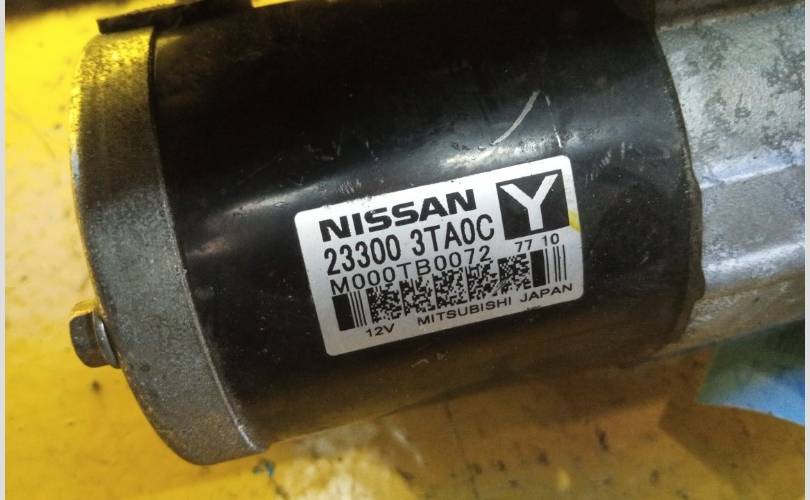 NISSAN Y
23300 3TA0C
M000TB0072 77 10
12V MITSUBISHI JAPAN